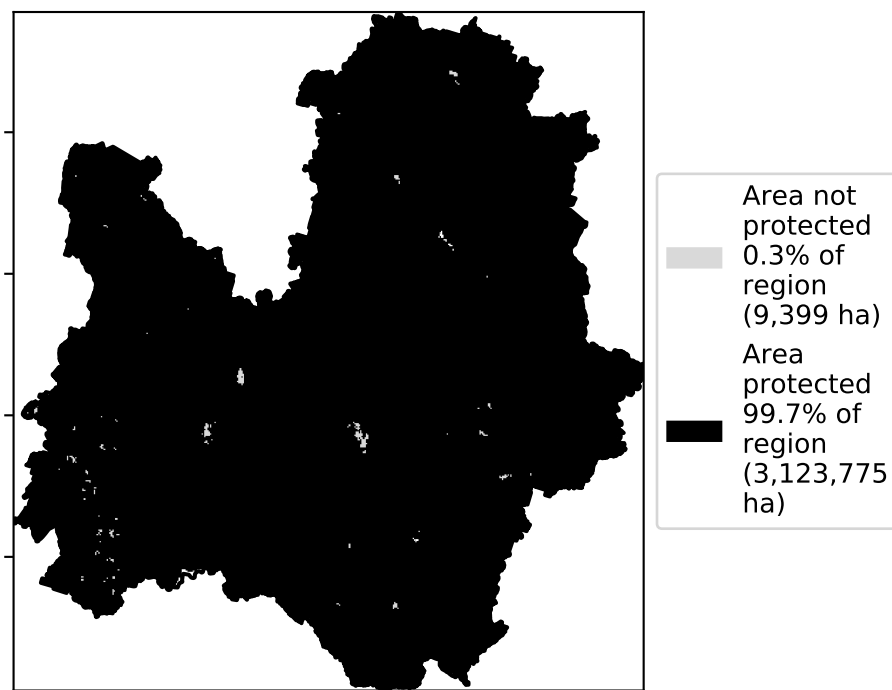 Area not
protected
0.3% of
region
(9,399 ha)
Area
protected
99.7% of
region
(3,123,775
ha)